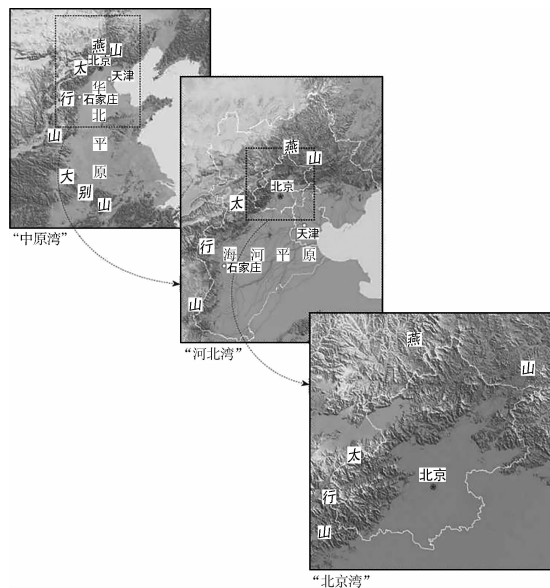 燕山
北京
太行山
天津
华北平原
石家庄
大别山
“中原湾”
燕山
北京
太行山
天津
海河平原
石家庄
“河北湾”
燕山
太行山
北京
“北京湾”